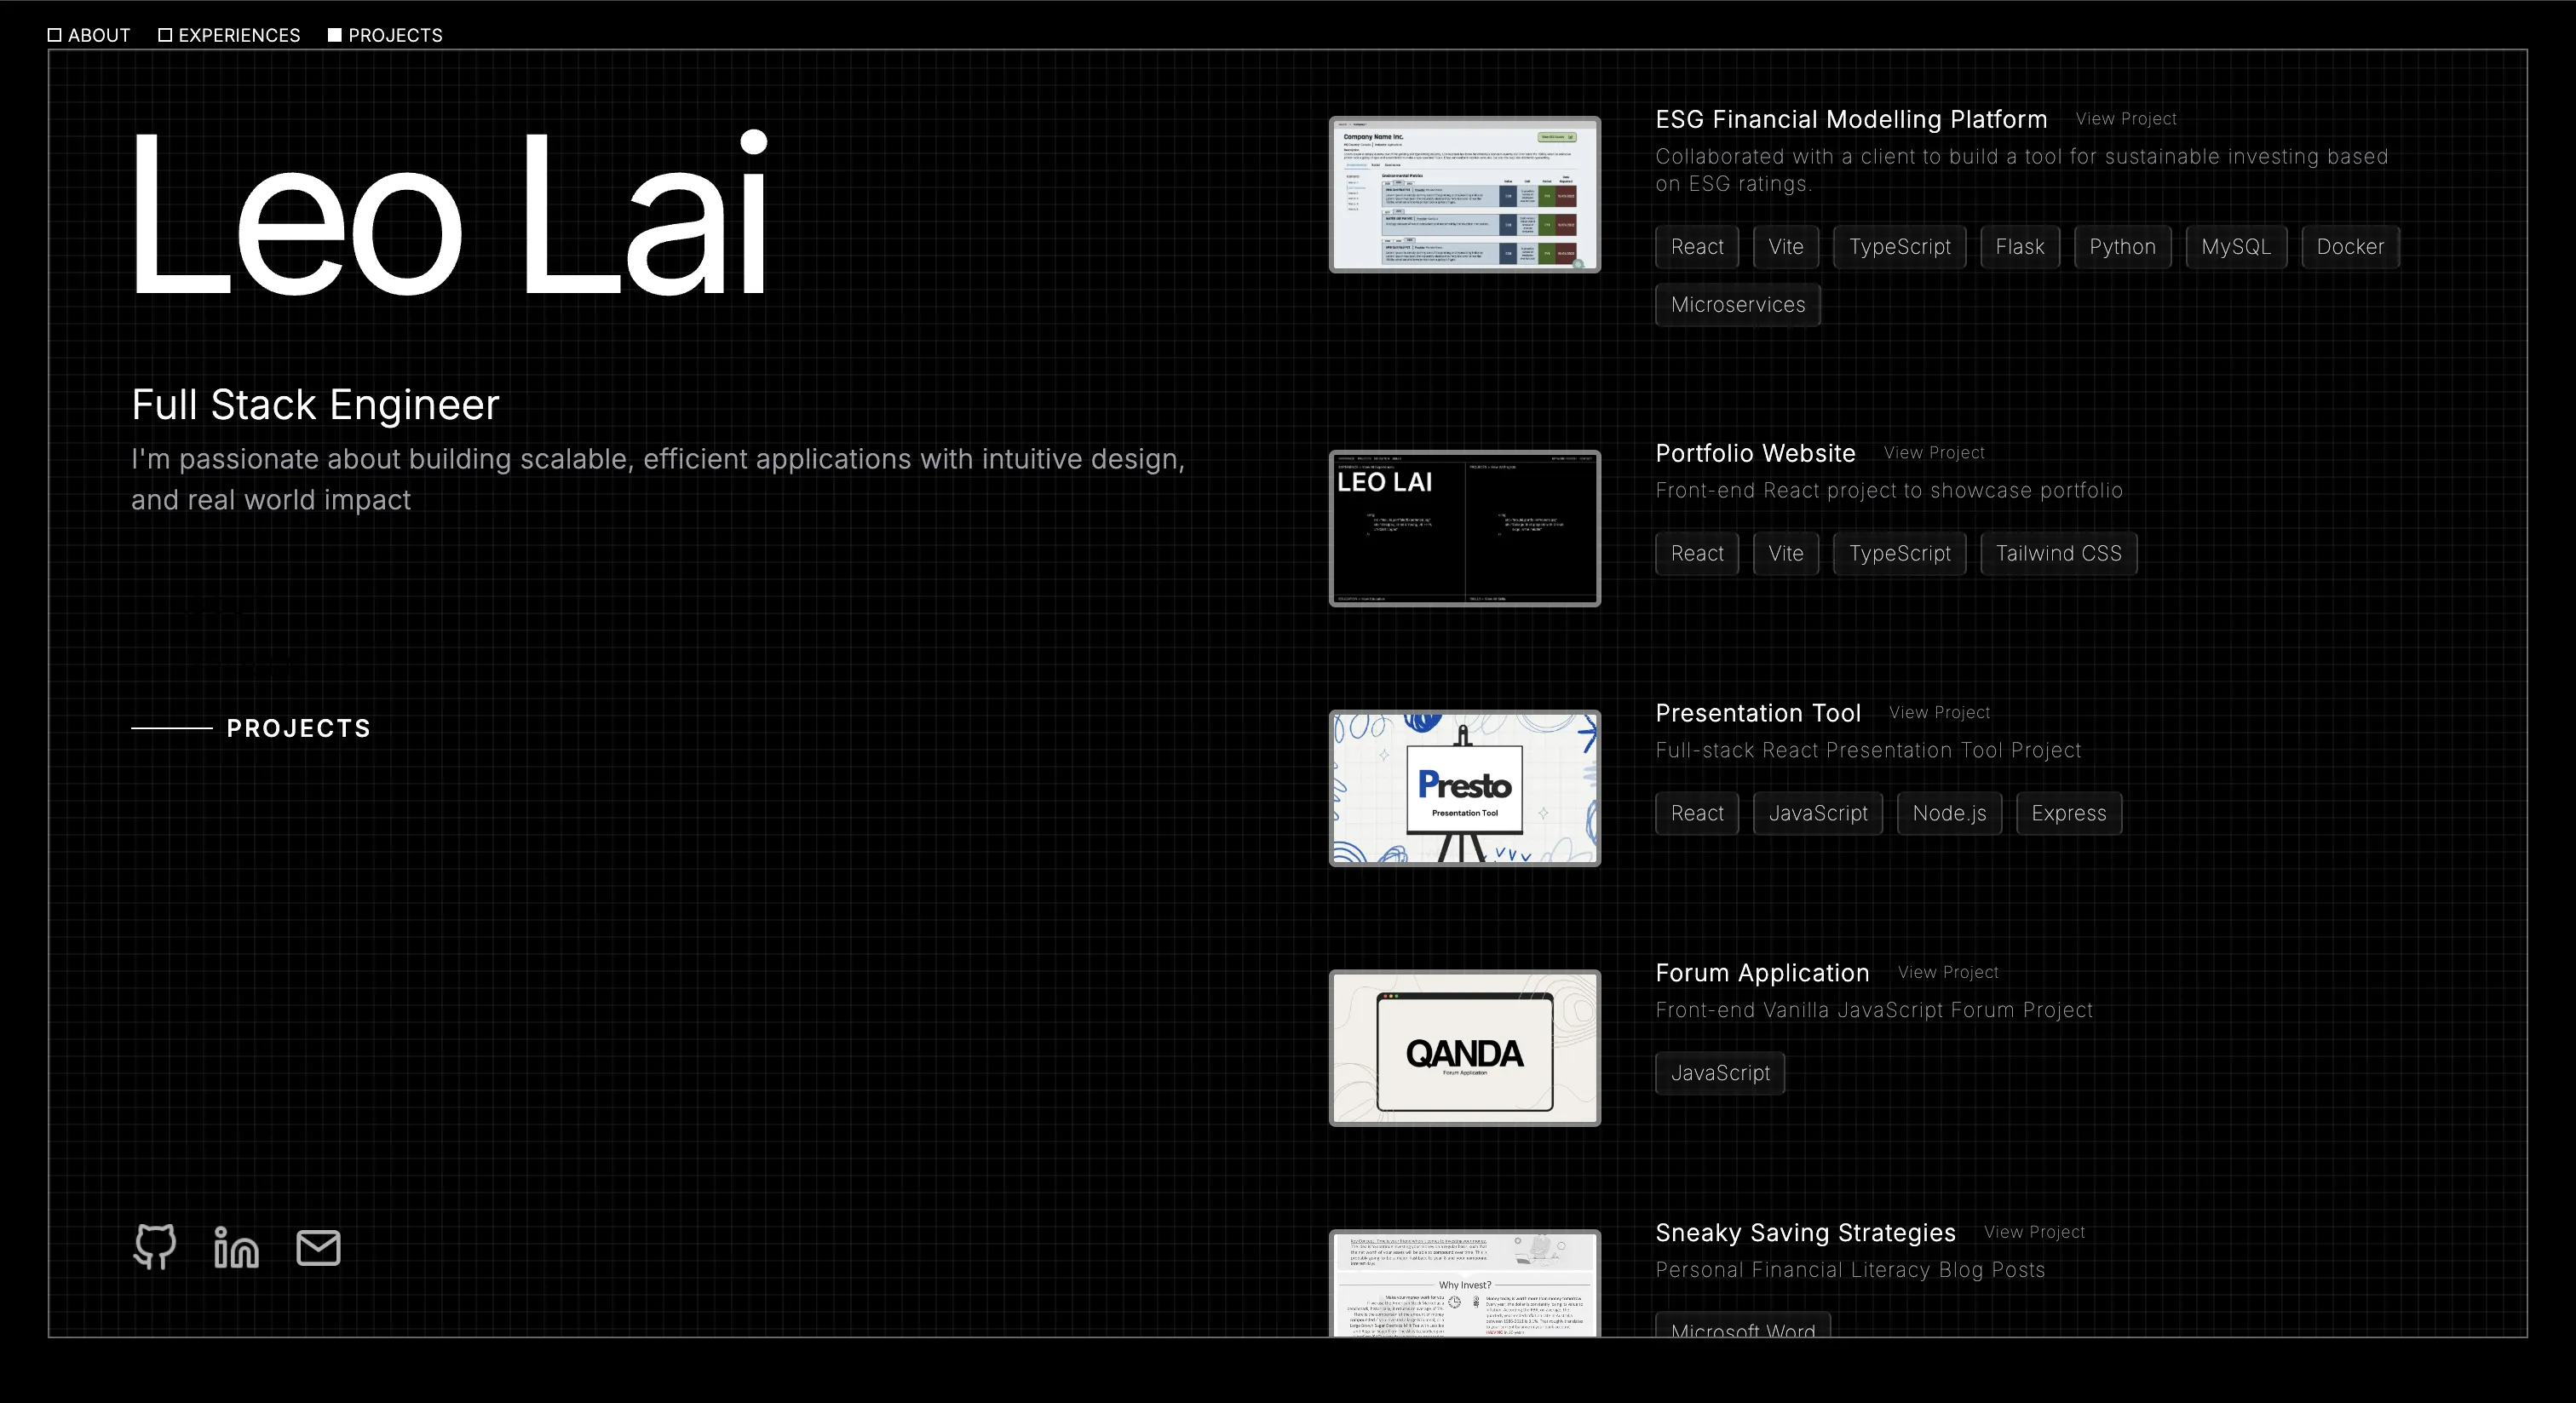 ABOUT EXPERIENCES PROJECTS
Leo Lai
Full Stack Engineer
I'm passionate about building scalable, efficient applications with intuitive design,
and real world impact
PROJECTS
Company Name Inc.
ESG Financial Modelling Platform View Project
Collaborated with a client to build a tool for sustainable investing based
on ESG ratings.
React Vite TypeScript Flask Python MySQL Docker
Microservices
LEO LAI
Portfolio Website View Project
Front-end React project to showcase portfolio
React Vite TypeScript Tailwind CSS
Presto
Presentation Tool
Presentation Tool View Project
Full-stack React Presentation Tool Project
React JavaScript Node.js Express
QANDA
Forum Application
Forum Application View Project
Front-end Vanilla JavaScript Forum Project
JavaScript
Why Invest?
Sneaky Saving Strategies View Project
Personal Financial Literacy Blog Posts
Microsoft Word